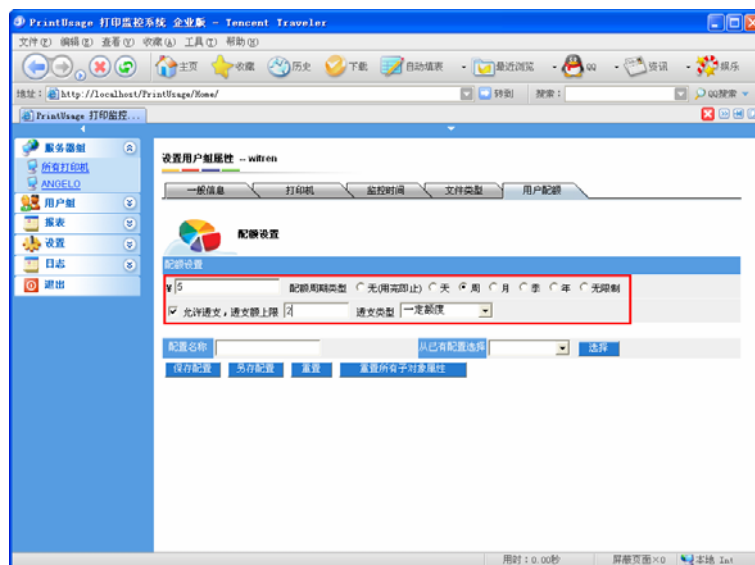 PrintUsage 打印监控系统 企业版 - Tencent Traveler
文件(F) 编辑(E) 查看(V) 收藏(A) 工具(T) 帮助(H)
主页 收藏 历史 下载 自动填表 最近浏览 QQ 资讯 娱乐
地址: http://localhost/PrintUsage/Home/ 转到 搜索: QQ搜索
PrintUsage 打印监控...
服务器组
所有打印机
ANGELO
用户组
报表
设置
日志
退出
设置用户组属性 -- witren
一般信息 打印机 监控时间 文件类型 用户配额
配额设置
配额设置
¥ 5 配额周期类型 无(用完即止) 天 周 月 季 年 无限制
允许透支,透支额上限 2 透支类型 一定额度
配置名称 从已有配置选择 选择
保存配置 另存配置 重置 重置所有子对象属性
用时:0.00秒 屏蔽页面×0 本地 Int